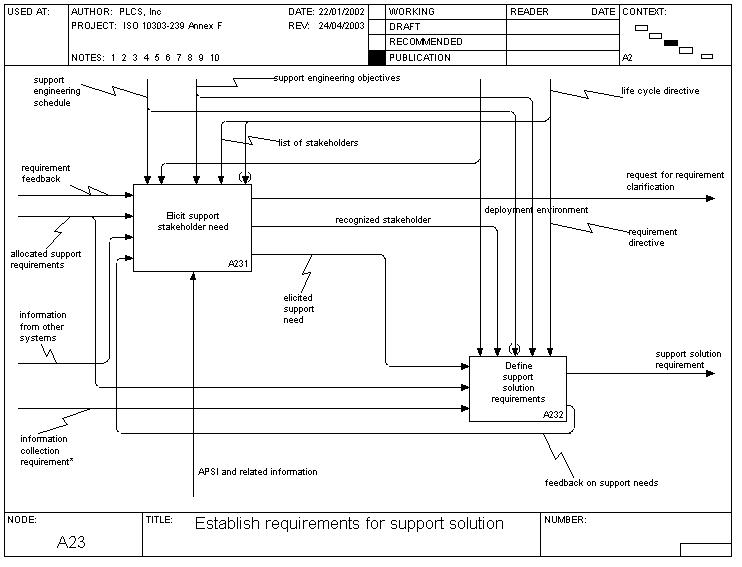 USED AT:
AUTHOR: PLCS, Inc
DATE: 22/01/2002
WORKING
READER
DATE
CONTEXT:
PROJECT: ISO 10303-239 Annex F
REV: 24/04/2003
DRAFT
RECOMMENDED
NOTES: 1 2 3 4 5 6 7 8 9 10
PUBLICATION
A2
support
engineering
schedule
support engineering objectives
life cycle directive
list of stakeholders
requirement
feedback
request for requirement
clarification
Elicit support
stakeholder need
A231
recognized stakeholder
deployment environment
requirement
directive
allocated support
requirements
elicited
support
need
information
from other
systems
Define
support
solution
requirements
A232
support solution
requirement
information
collection
requirement*
APSI and related information
feedback on support needs
NODE:
A23
TITLE:
Establish requirements for support solution
NUMBER: